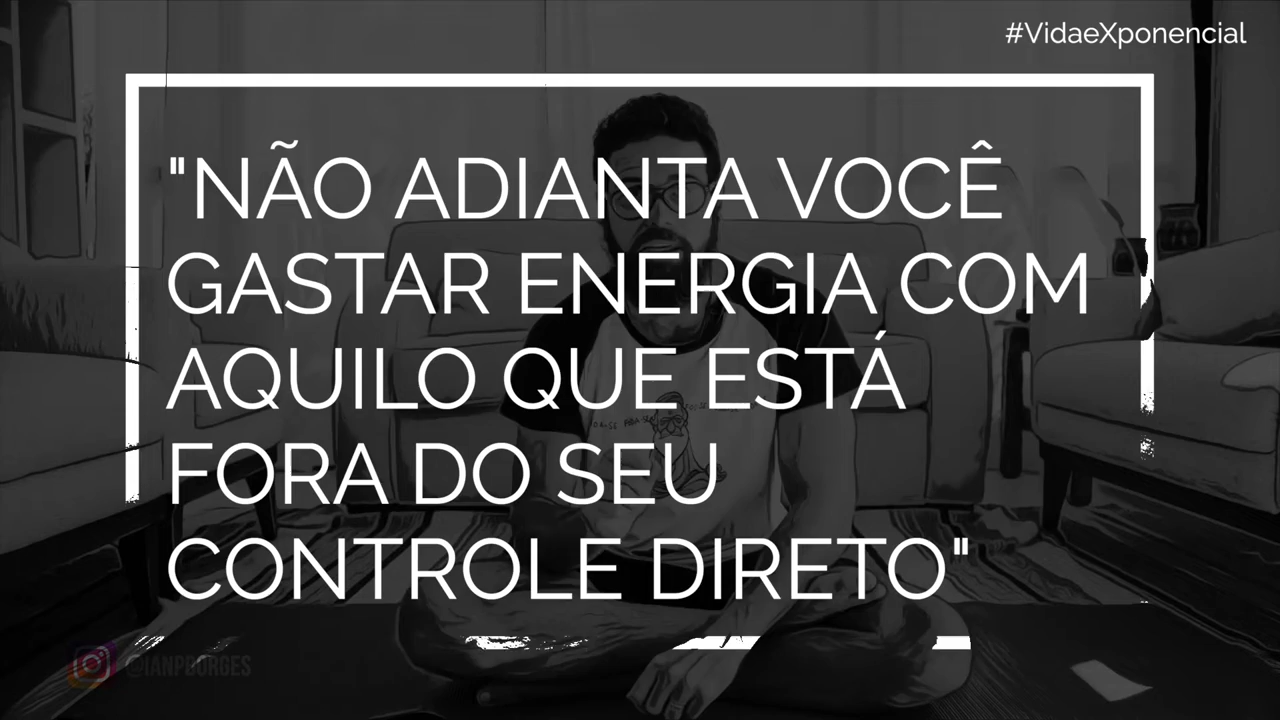 #VidaeXponencial
"NÃO ADIANTA VOCÊ
GASTAR ENERGIA COM
AQUILO QUE ESTÁ
FORA DO SEU
CONTROLE DIRETO"
@IANPBORGES